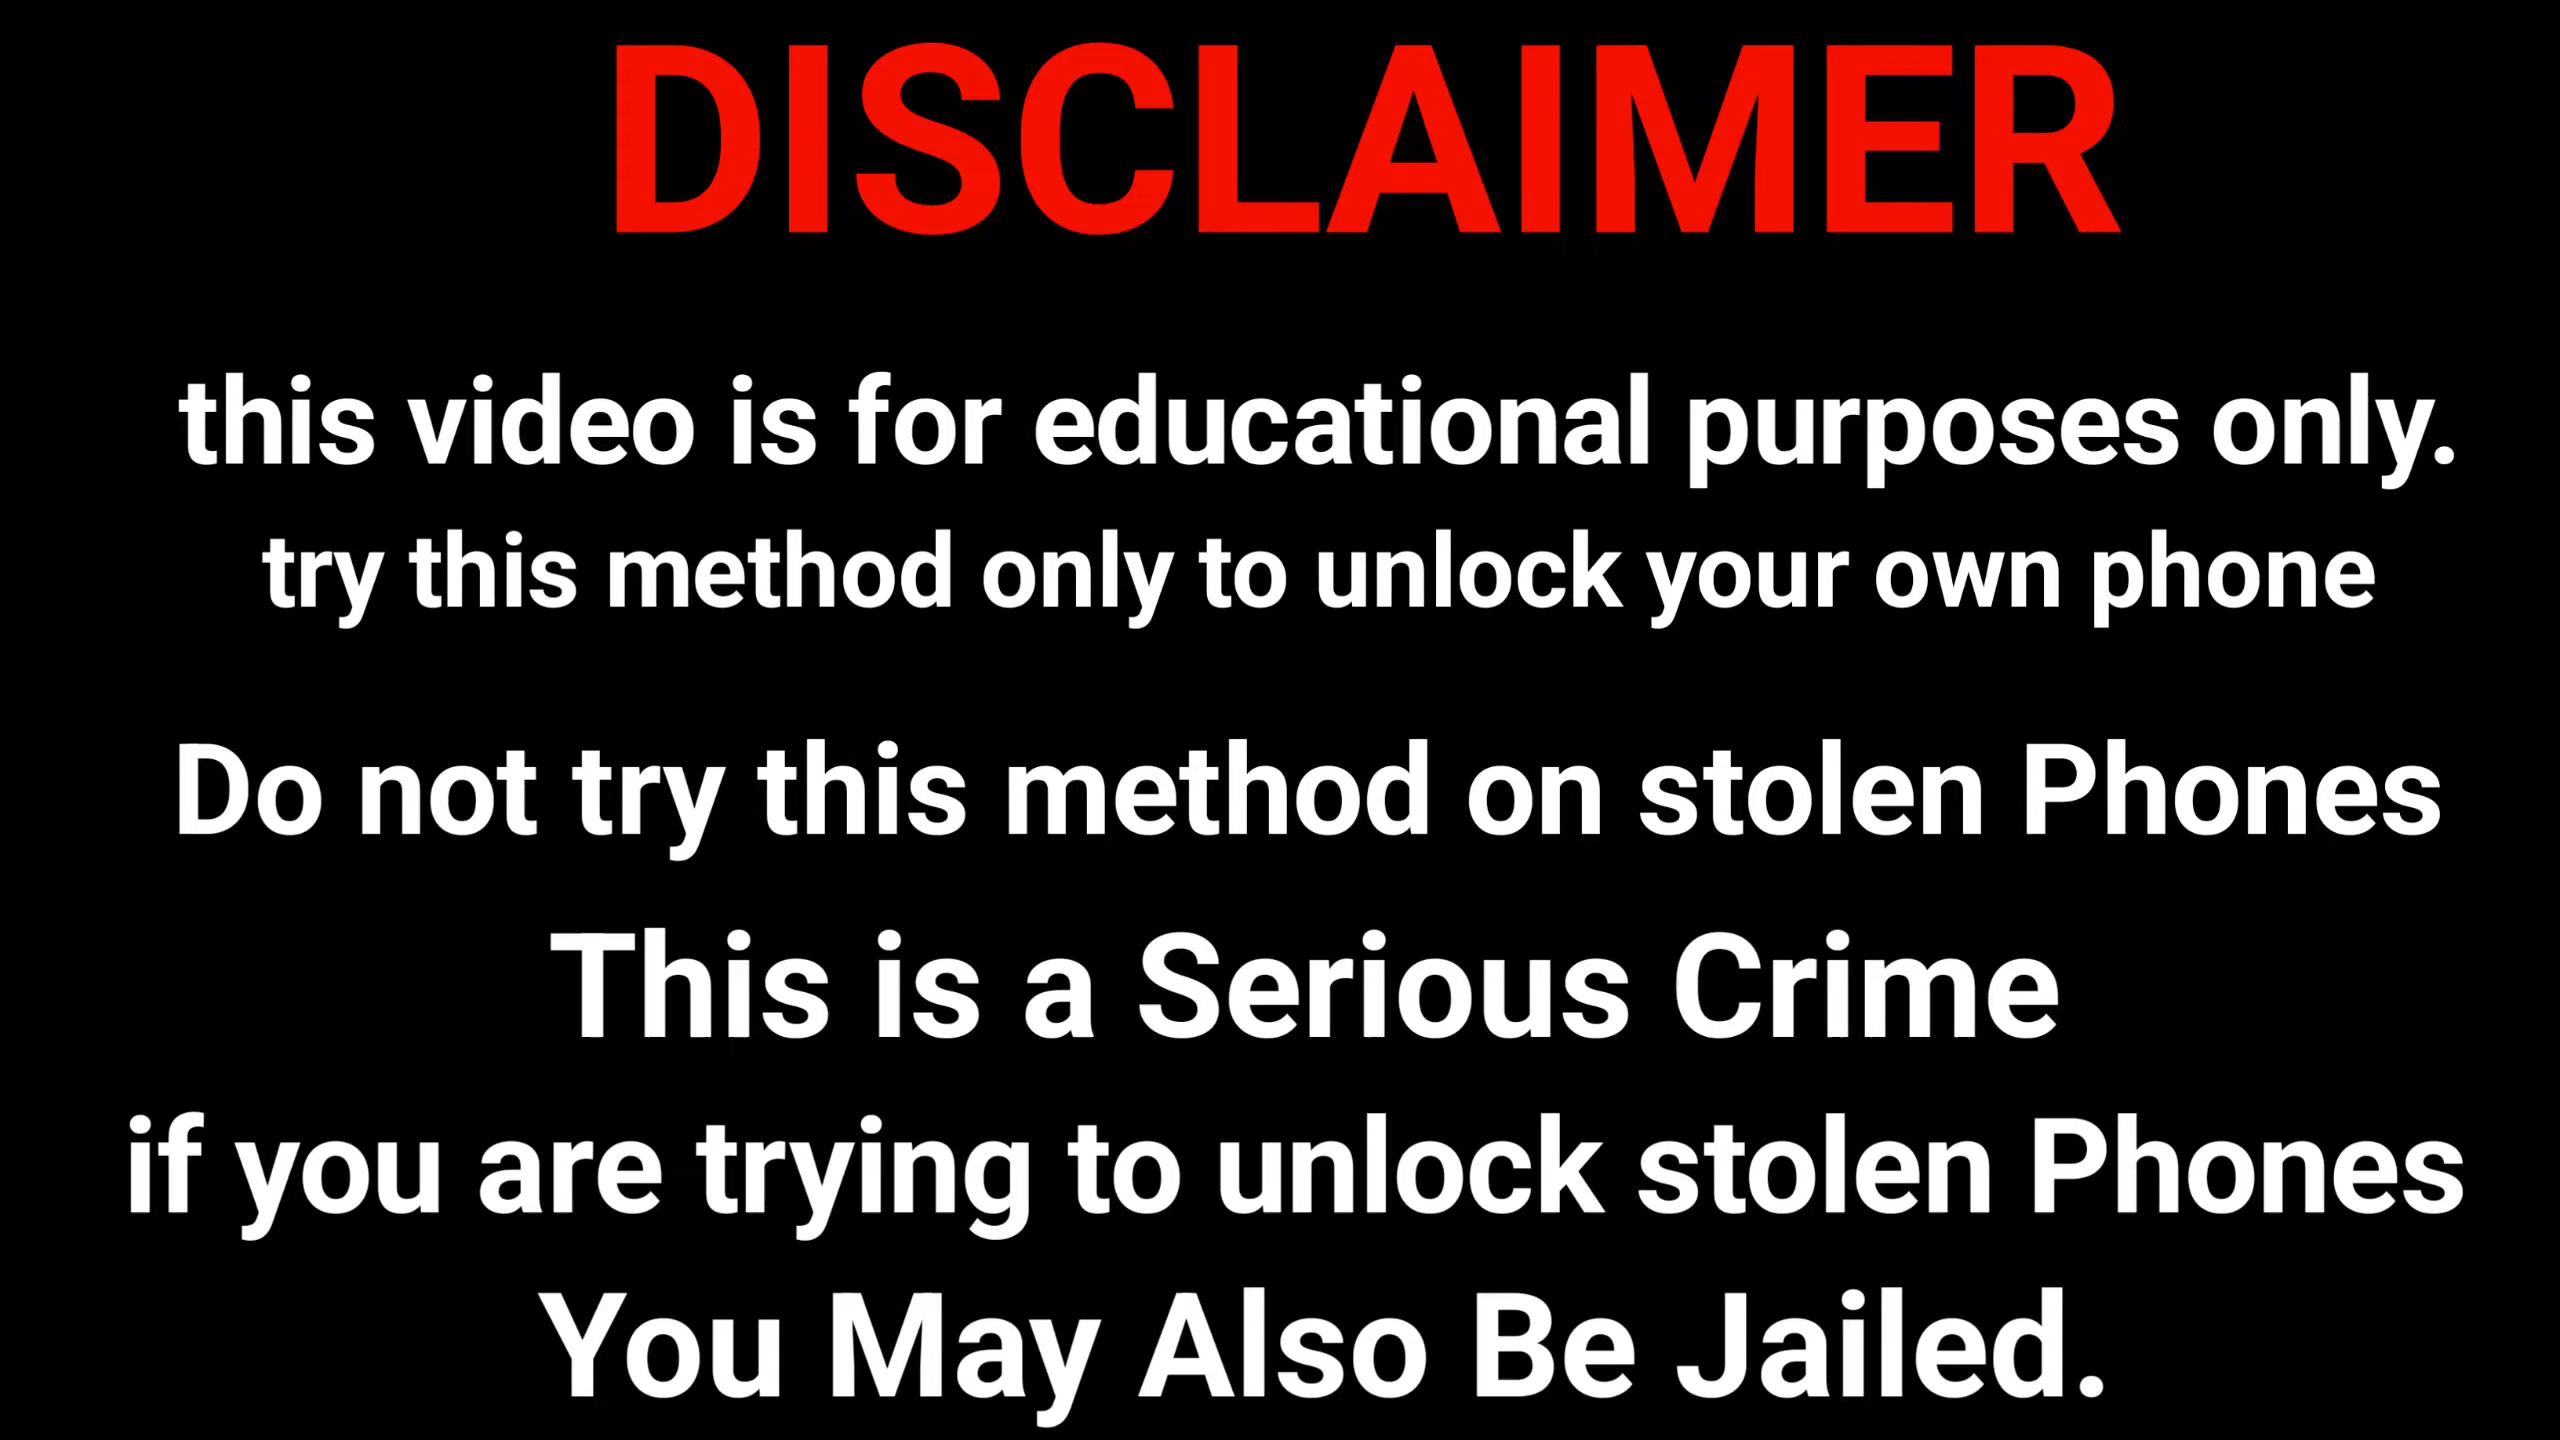 DISCLAIMER
this video is for educational purposes only.
try this method only to unlock your own phone
Do not try this method on stolen Phones
This is a Serious Crime
if you are trying to unlock stolen Phones
You May Also Be Jailed.